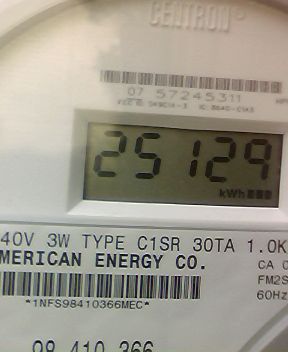 CENTRON®
07 57245311
25129
kWh
40V 3W TYPE C1SR 30TA 1.0K
MERICAN ENERGY CO.
CA 0
FM2S
60Hz
*1NFS98410366MEC*
98 410 366